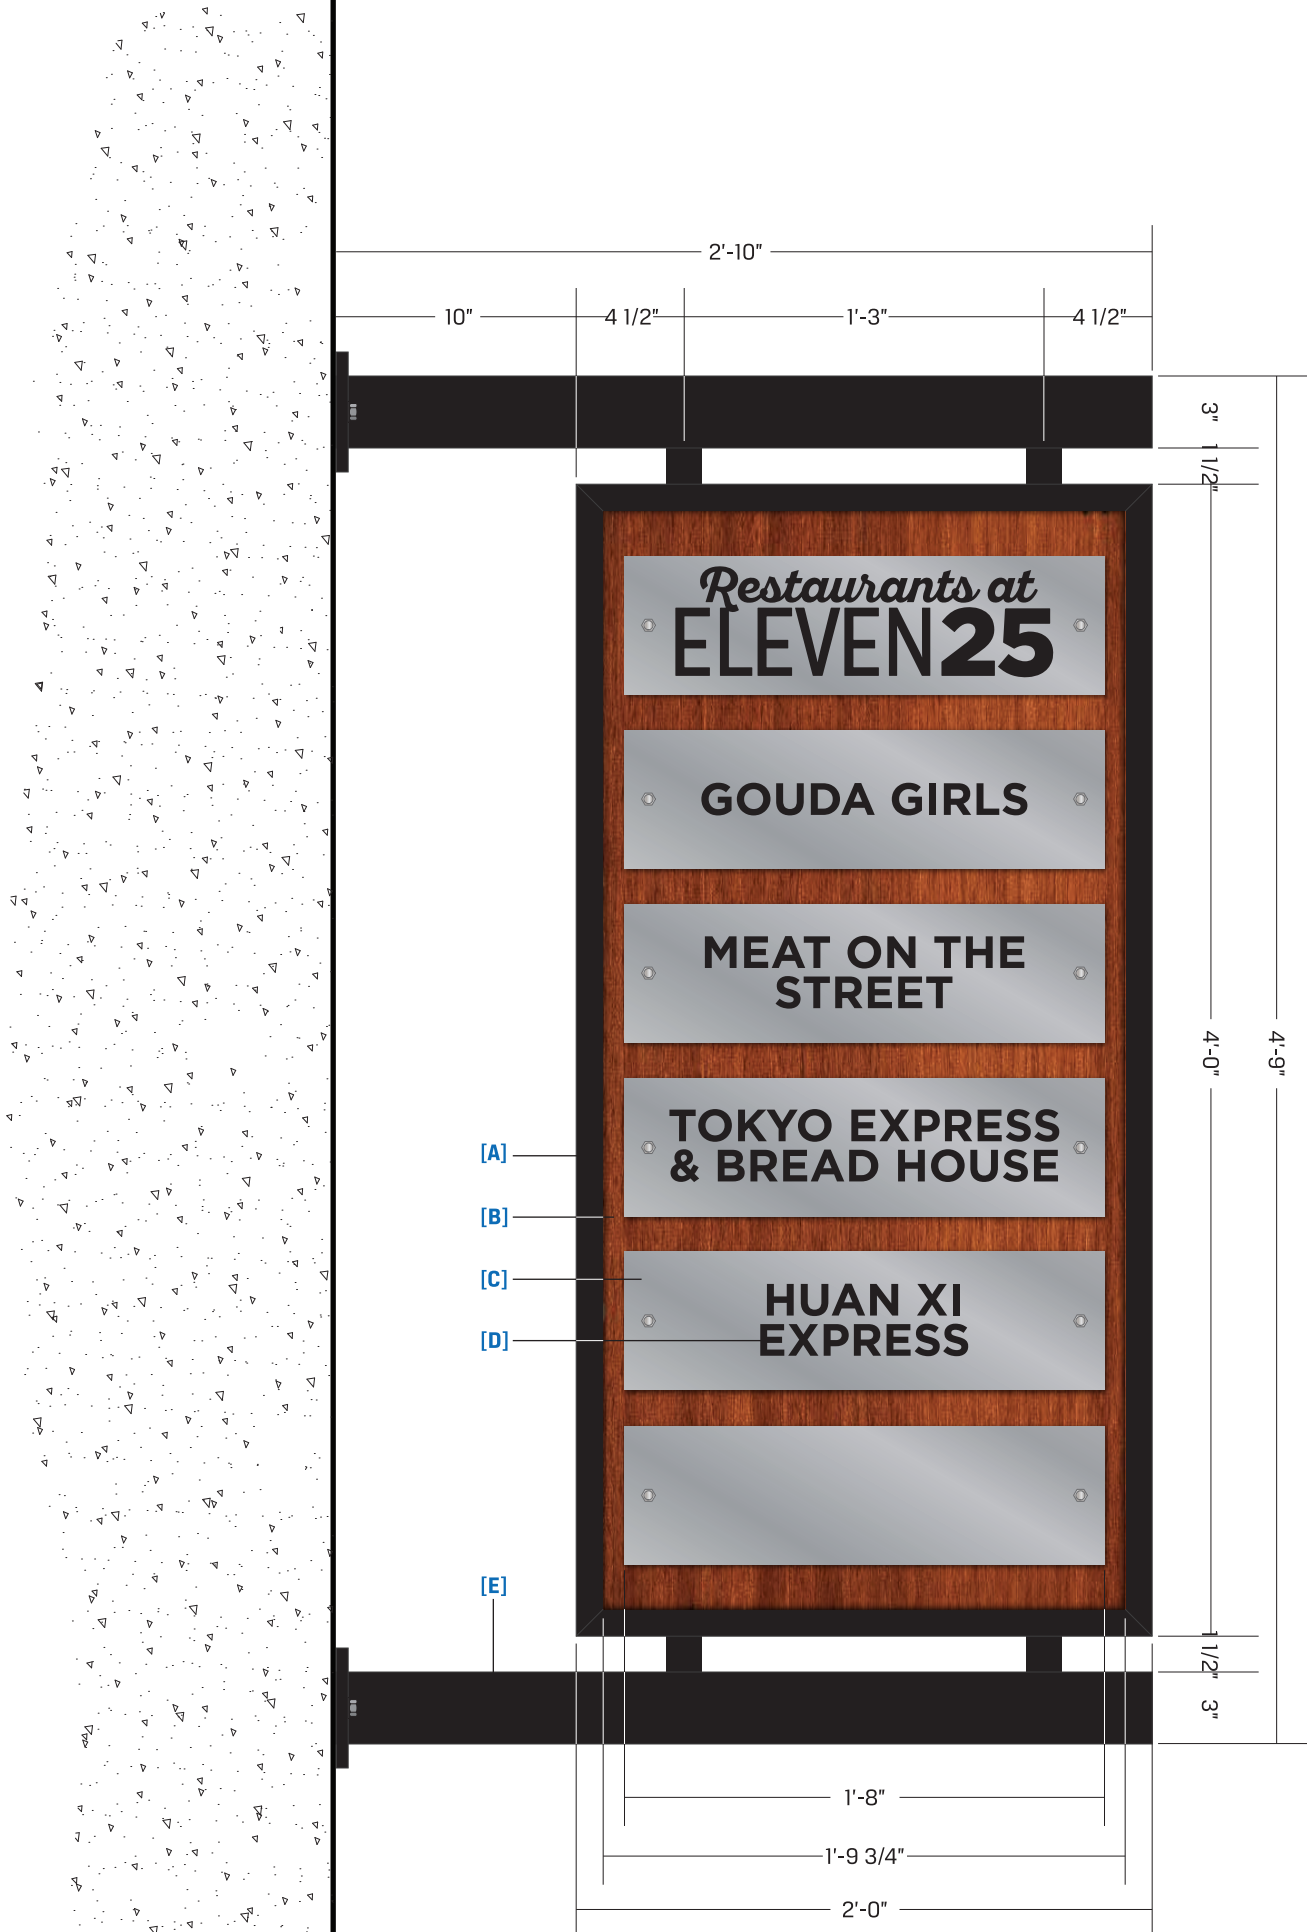 2'-10"
10"
4 1/2"
1'-3"
4 1/2"
3"
1 1/2"
Restaurants at
ELEVEN25
GOUDA GIRLS
MEAT ON THE
STREET
4'-0"
4'-9"
TOKYO EXPRESS
& BREAD HOUSE
[A]
[B]
[C]
HUAN XI
[D]
EXPRESS
[E]
1 1/2"
3"
1'-8"
1'-9 3/4"
2'-0"